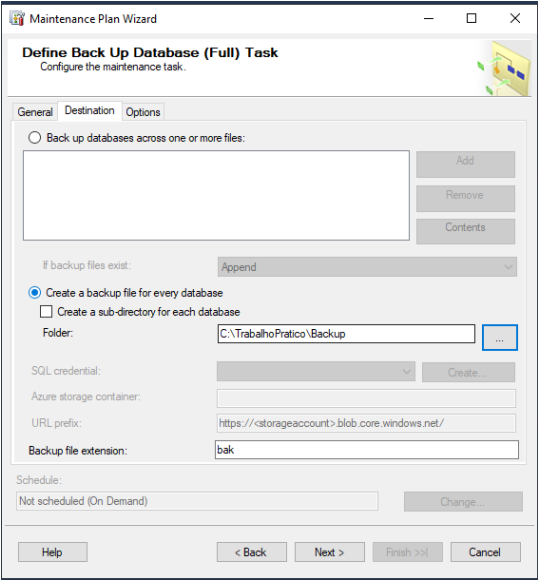 Maintenance Plan Wizard
Define Back Up Database (Full) Task
Configure the maintenance task.
General Destination Options
Back up databases across one or more files:
Add
Remove
Contents
If backup files exist: Append
Create a backup file for every database
Create a sub-directory for each database
Folder: C:\TrabalhoPratico\Backup ...
SQL credential: Create...
Azure storage container:
URL prefix: https://<storageaccount>.blob.core.windows.net/
Backup file extension: bak
Schedule:
Not scheduled (On Demand) Change...
Help < Back Next > Finish >>| Cancel